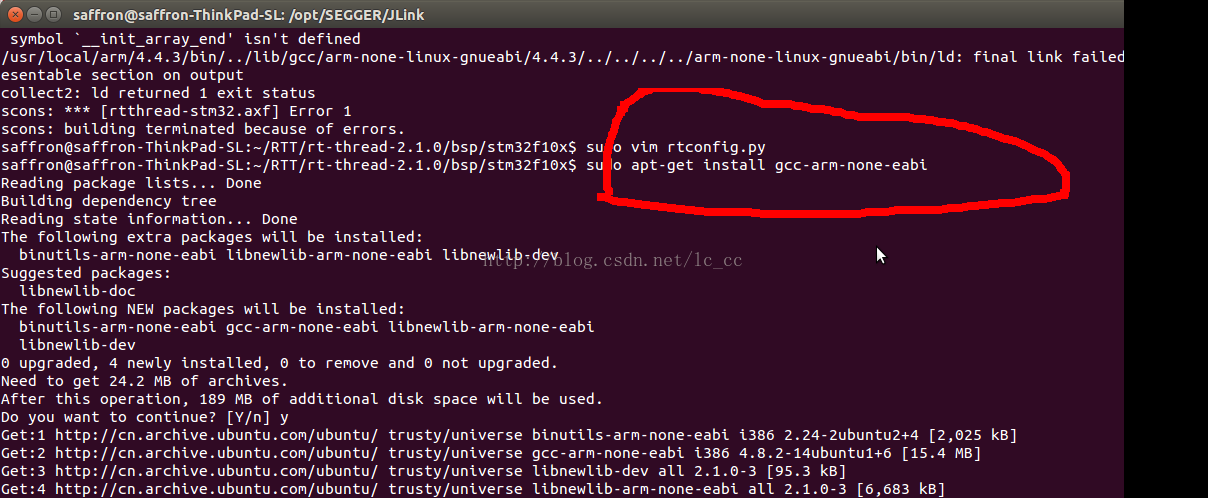 saffron@saffron-ThinkPad-SL: /opt/SEGGER/JLink
symbol `__init_array_end' isn't defined
/usr/local/arm/4.4.3/bin/../lib/gcc/arm-none-linux-gnueabi/4.4.3/../../../../arm-none-linux-gnueabi/bin/ld: final link failed
esentable section on output
collect2: ld returned 1 exit status
scons: *** [rtthread-stm32.axf] Error 1
scons: building terminated because of errors.
saffron@saffron-ThinkPad-SL:~/RTT/rt-thread-2.1.0/bsp/stm32f10x$ sudo vim rtconfig.py
saffron@saffron-ThinkPad-SL:~/RTT/rt-thread-2.1.0/bsp/stm32f10x$ sudo apt-get install gcc-arm-none-eabi
Reading package lists... Done
Building dependency tree
Reading state information... Done
The following extra packages will be installed:
binutils-arm-none-eabi libnewlib-arm-none-eabi libnewlib-dev
http://blog.csdn.net/lc_cc
Suggested packages:
libnewlib-doc
The following NEW packages will be installed:
binutils-arm-none-eabi gcc-arm-none-eabi libnewlib-arm-none-eabi
libnewlib-dev
0 upgraded, 4 newly installed, 0 to remove and 0 not upgraded.
Need to get 24.2 MB of archives.
After this operation, 189 MB of additional disk space will be used.
Do you want to continue? [Y/n] y
Get:1 http://cn.archive.ubuntu.com/ubuntu/ trusty/universe binutils-arm-none-eabi i386 2.24-2ubuntu2+4 [2,025 kB]
Get:2 http://cn.archive.ubuntu.com/ubuntu/ trusty/universe gcc-arm-none-eabi i386 4.8.2-14ubuntu1+6 [15.4 MB]
Get:3 http://cn.archive.ubuntu.com/ubuntu/ trusty/universe libnewlib-dev all 2.1.0-3 [95.3 kB]
Get:4 http://cn.archive.ubuntu.com/ubuntu/ trusty/universe libnewlib-arm-none-eabi all 2.1.0-3 [6,683 kB]